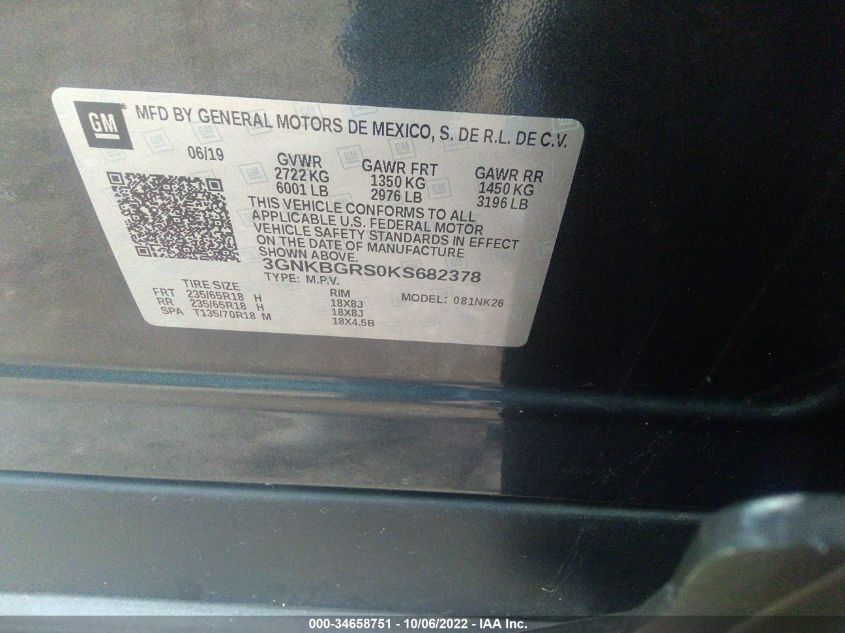 GM
MFD BY GENERAL MOTORS DE MEXICO, S. DE R.L. DE C.V.
06/19 GVWR GAWR FRT GAWR RR
2722 KG 1350 KG 1450 KG
6001 LB 2976 LB 3196 LB
THIS VEHICLE CONFORMS TO ALL
APPLICABLE U.S. FEDERAL MOTOR
VEHICLE SAFETY STANDARDS IN EFFECT
ON THE DATE OF MANUFACTURE
SHOWN ABOVE.
3GNKBGRS0KS682378
TYPE: M.P.V. MODEL: 081NK26
TIRE SIZE RIM
FRT 235/65R18 H 18X8J
RR 235/65R18 H 18X8J
SPA T135/70R18 M 18X4.5B
000-34658751 - 10/06/2022 - IAA Inc.